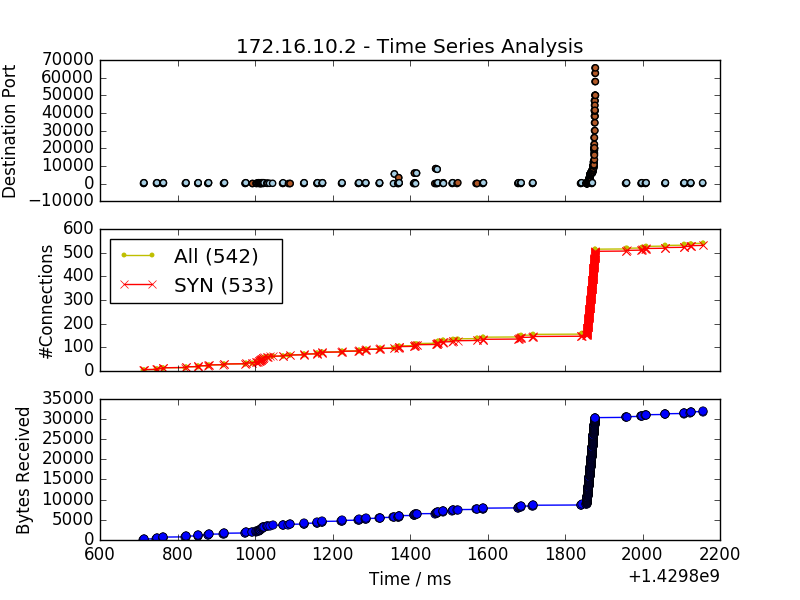 172.16.10.2 - Time Series Analysis
Destination Port
70000
60000
50000
40000
30000
20000
10000
0
−10000
#Connections
600
500
400
300
200
100
0
All (542)
SYN (533)
Bytes Received
35000
30000
25000
20000
15000
10000
5000
0
600 800 1000 1200 1400 1600 1800 2000 2200
Time / ms
+1.4298e9